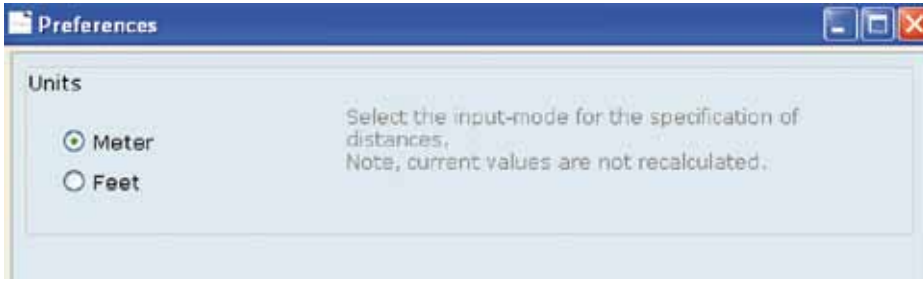 Preferences
Units
Meter
Feet
Select the input-mode for the specification of
distances.
Note, current values are not recalculated.